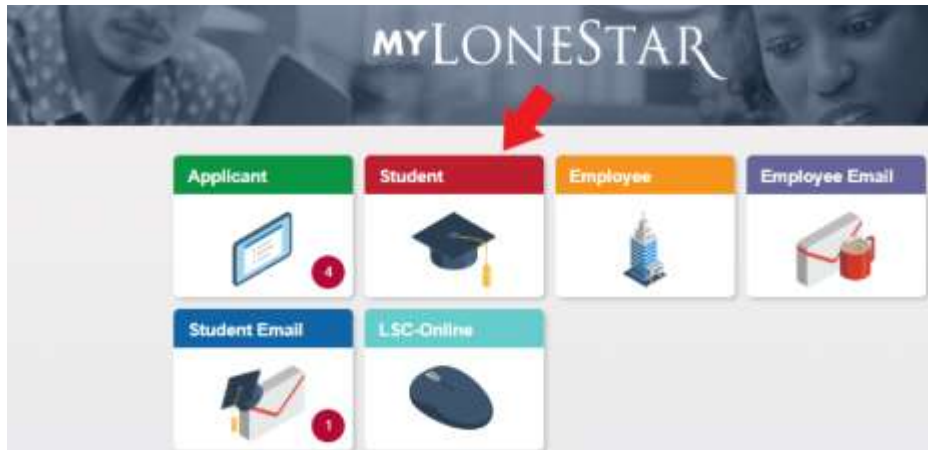 MYLONESTAR
Applicant
Student
Employee
Employee Email
4
Student Email
LSC-Online
1